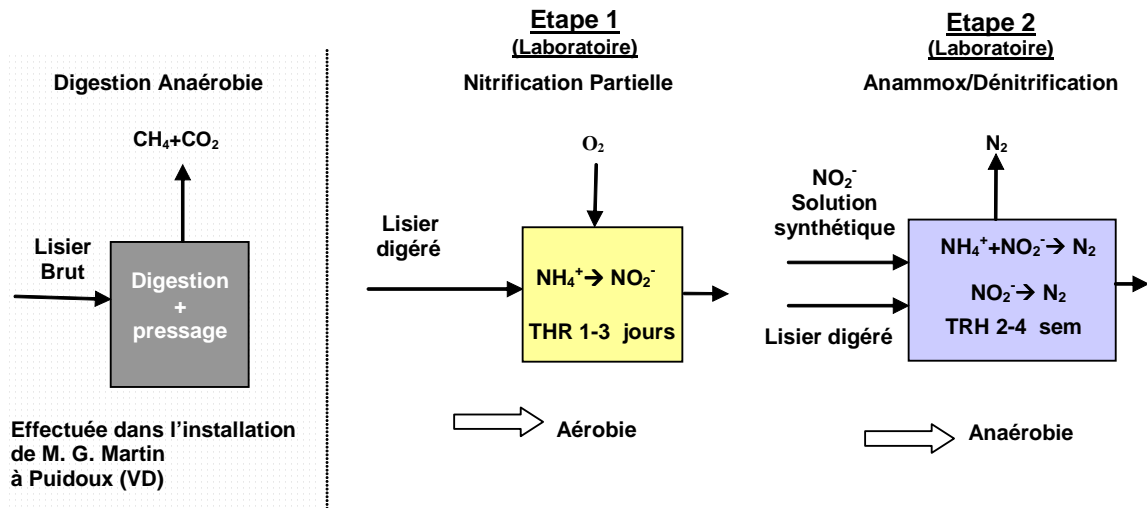 Digestion Anaérobie
CH₄+CO₂
Lisier
Brut
Digestion
+
pressage
Effectuée dans l'installation
de M. G. Martin
à Puidoux (VD)
Etape 1
(Laboratoire)
Nitrification Partielle
O₂
Lisier
digéré
NH₄⁺→ NO₂⁻
THR 1-3 jours
Aérobie
Etape 2
(Laboratoire)
Anammox/Dénitrification
N₂
NO₂⁻
Solution
synthétique
Lisier digéré
NH₄⁺+NO₂⁻→ N₂
NO₂⁻→ N₂
TRH 2-4 sem
Anaérobie